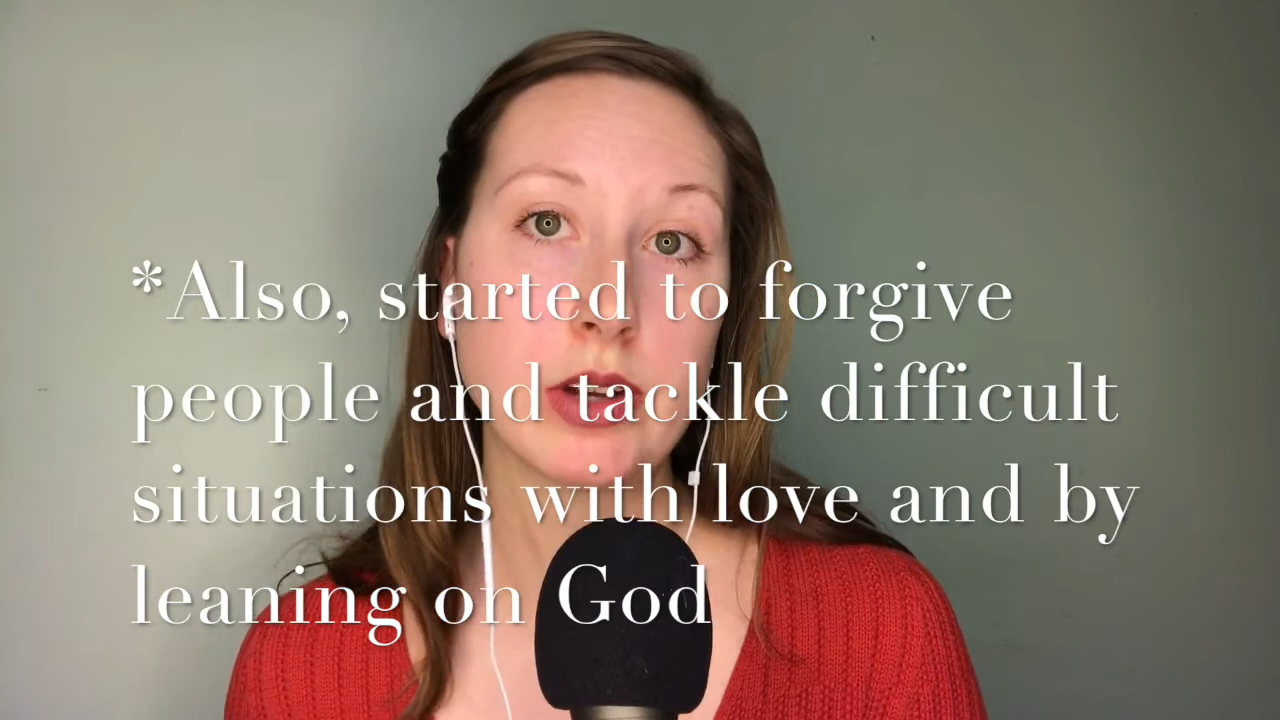 *Also, started to forgive
people and tackle difficult
situations with love and by
leaning on God